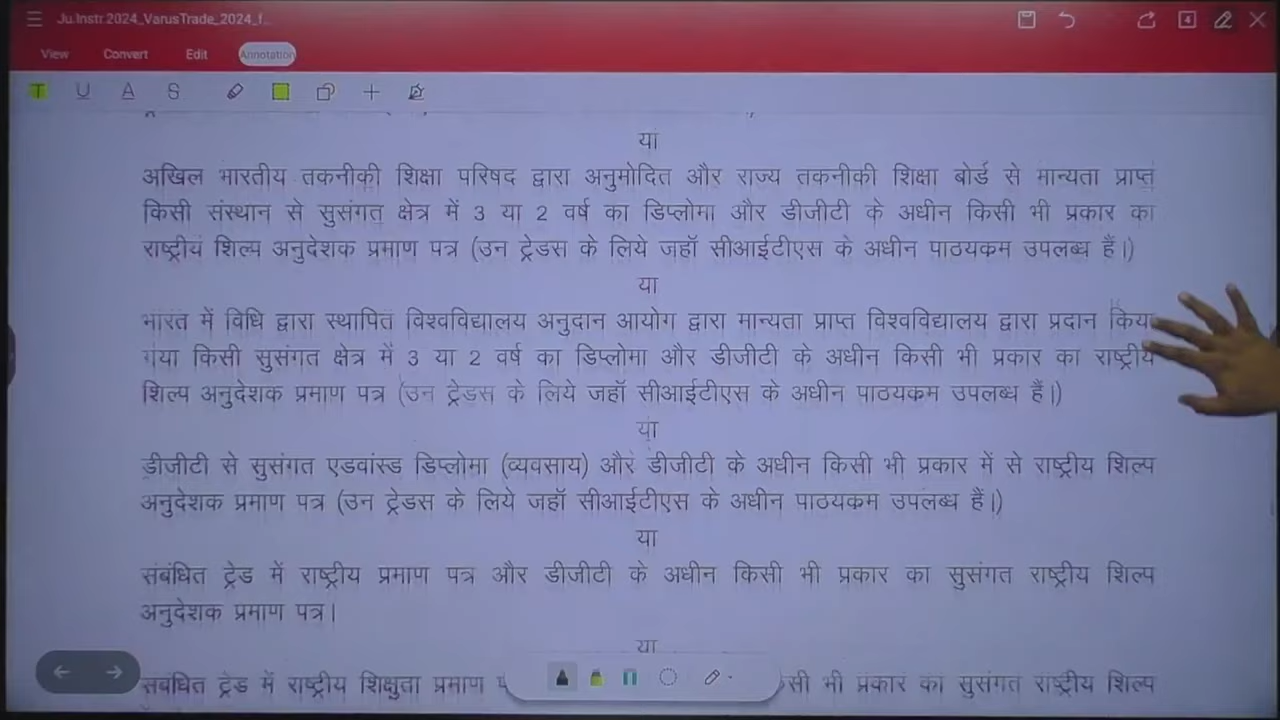 Ju.Instr.2024_VarusTrade_2024_f...
View Convert Edit Annotation
T U A S
या
अखिल भारतीय तकनीकी शिक्षा परिषद द्वारा अनुमोदित और राज्य तकनीकी शिक्षा बोर्ड से मान्यता प्राप्त
किसी संस्थान से सुसंगत क्षेत्र में 3 या 2 वर्ष का डिप्लोमा और डीजीटी के अधीन किसी भी प्रकार का
राष्ट्रीय शिल्प अनुदेशक प्रमाण पत्र (उन ट्रेडस के लिये जहॉ सीआईटीएस के अधीन पाठयकम उपलब्ध हैं।)
या
भारत में विधि द्वारा स्थापित विश्वविद्यालय अनुदान आयोग द्वारा मान्यता प्राप्त विश्वविद्यालय द्वारा प्रदान किया
गया किसी सुसंगत क्षेत्र में 3 या 2 वर्ष का डिप्लोमा और डीजीटी के अधीन किसी भी प्रकार का राष्ट्रीय
शिल्प अनुदेशक प्रमाण पत्र (उन ट्रेडस के लिये जहॉ सीआईटीएस के अधीन पाठयकम उपलब्ध हैं।)
या
डीजीटी से सुसंगत एडवांस्ड डिप्लोमा (व्यवसाय) और डीजीटी के अधीन किसी भी प्रकार में से राष्ट्रीय शिल्प
अनुदेशक प्रमाण पत्र (उन ट्रेडस के लिये जहॉ सीआईटीएस के अधीन पाठयकम उपलब्ध हैं।)
या
संबंधित ट्रेड में राष्ट्रीय प्रमाण पत्र और डीजीटी के अधीन किसी भी प्रकार का सुसंगत राष्ट्रीय शिल्प
अनुदेशक प्रमाण पत्र।
या
संबंधित ट्रेड में राष्ट्रीय शिक्षुता प्रमाण भी प्रकार का सुसंगत राष्ट्रीय शिल्प